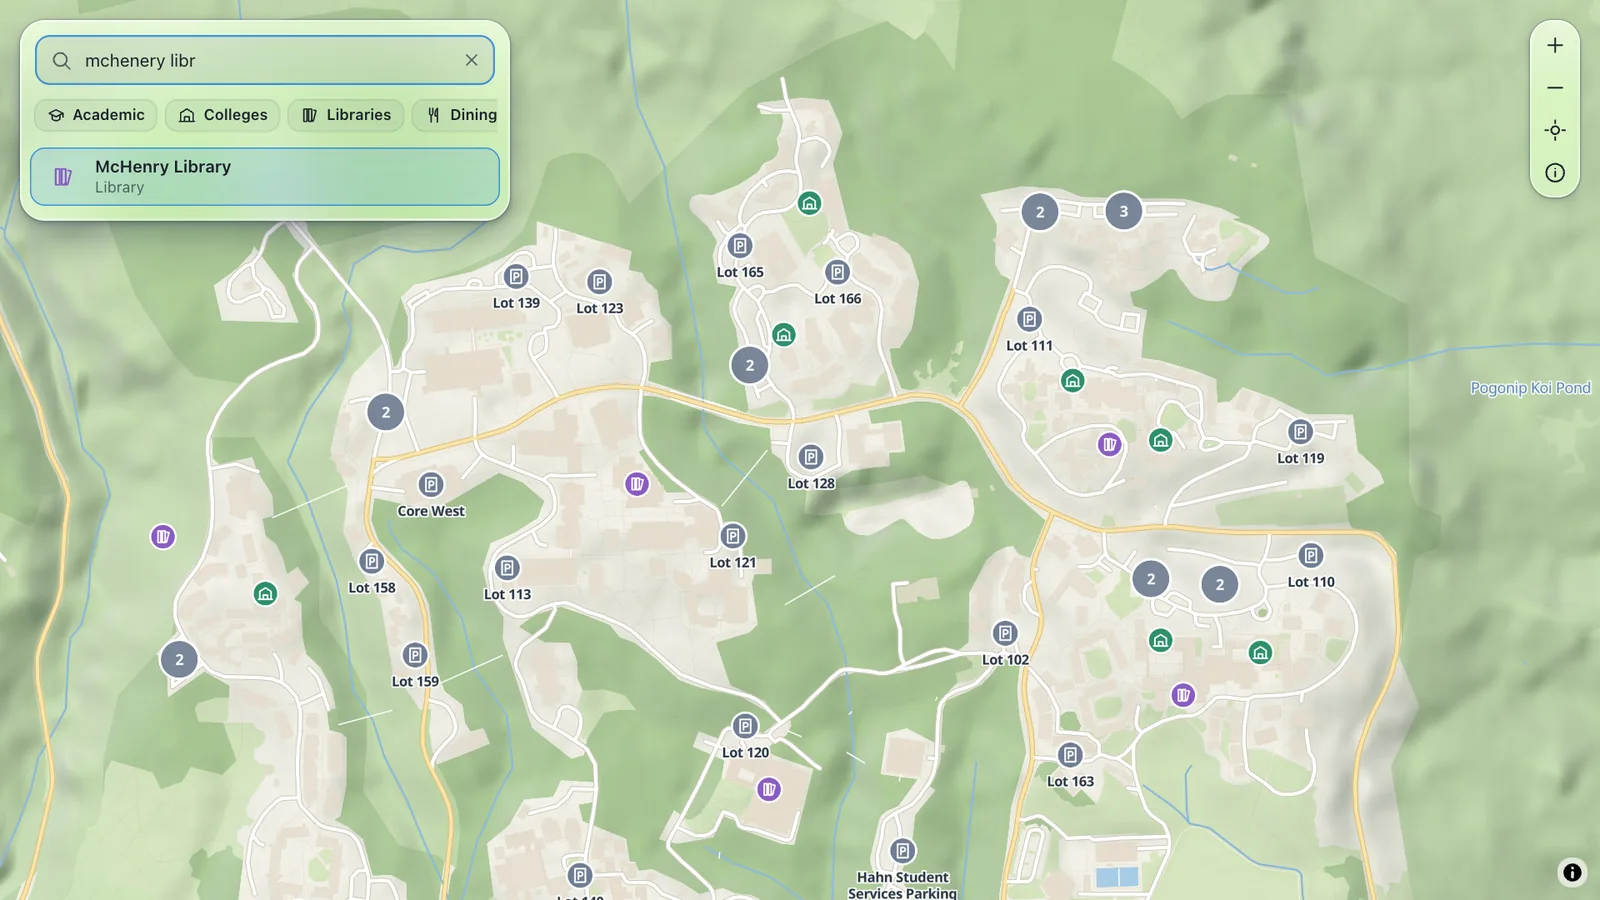 mchenery libr
Academic
Colleges
Libraries
Dining
McHenry Library
Library
2
3
Lot 165
Lot 166
Lot 139
Lot 123
Lot 111
2
Pogonip Koi Pond
2
Lot 119
Lot 128
Core West
Lot 121
Lot 158
Lot 113
2
2
Lot 110
2
Lot 102
Lot 159
Lot 120
Lot 163
Hahn Student
Services Parking
Lot 140